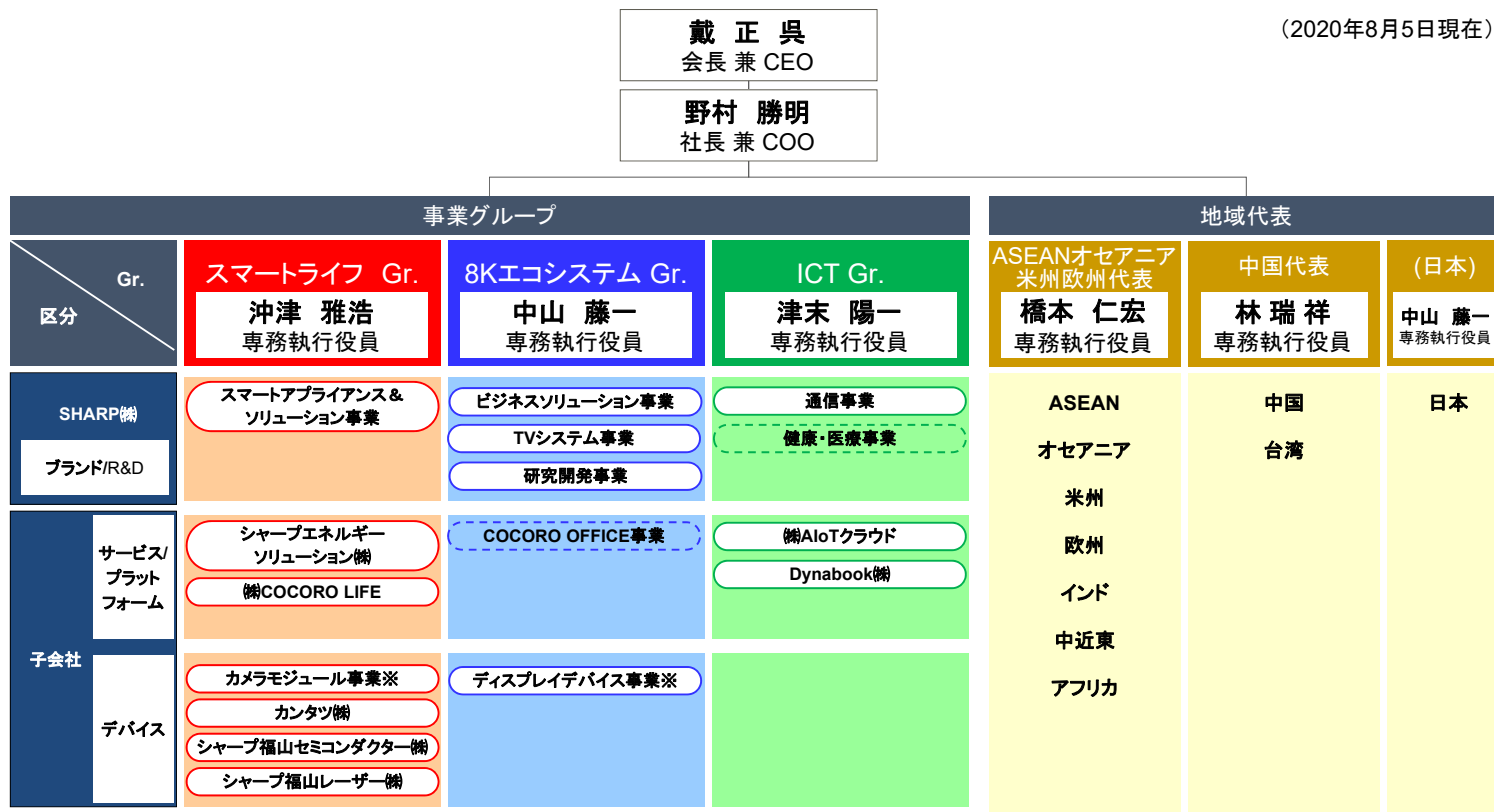 （2020年8月5日現在）
戴 正 呉
会長 兼 CEO
野村 勝明
社長 兼 COO
事業グループ
地域代表
Gr.
区分
スマートライフ Gr.
沖津 雅浩
専務執行役員
8Kエコシステム Gr.
中山 藤一
専務執行役員
ICT Gr.
津末 陽一
専務執行役員
ASEANオセアニア
米州欧州代表
橋本 仁宏
専務執行役員
中国代表
林 瑞 祥
専務執行役員
(日本)
中山 藤一
専務執行役員
SHARP㈱
ブランド/R&D
スマートアプライアンス＆
ソリューション事業
ビジネスソリューション事業
TVシステム事業
研究開発事業
通信事業
健康・医療事業
子会社
サービス/
プラット
フォーム
シャープエネルギー
ソリューション㈱
㈱COCORO LIFE
COCORO OFFICE事業
㈱AIoTクラウド
Dynabook㈱
デバイス
カメラモジュール事業※
カンタツ㈱
シャープ福山セミコンダクター㈱
シャープ福山レーザー㈱
ディスプレイデバイス事業※
ASEAN
オセアニア
米州
欧州
インド
中近東
アフリカ
中国
台湾
日本